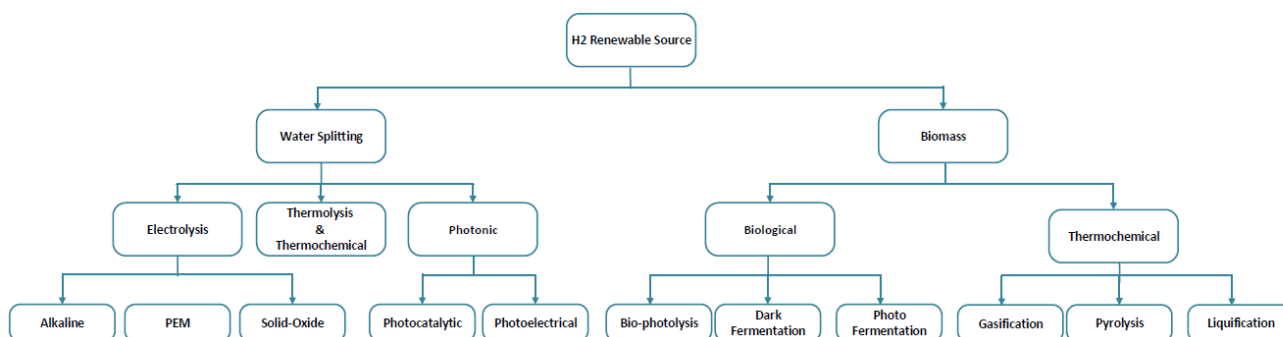 H2 Renewable Source
Water Splitting
Biomass
Electrolysis
Thermolysis
&
Thermochemical
Photonic
Biological
Thermochemical
Alkaline
PEM
Solid-Oxide
Photocatalytic
Photoelectrical
Bio-photolysis
Dark
Fermentation
Photo
Fermentation
Gasification
Pyrolysis
Liquification